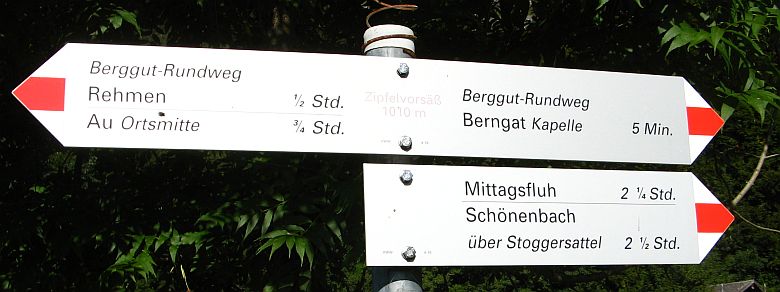 Berggut-Rundweg
Rehmen ½ Std.
Au Ortsmitte ¾ Std.
Zipfelvorsäß
1010 m
Berggut-Rundweg
Berngat Kapelle 5 Min.
Mittagsfluh 2 ¼ Std.
Schönenbach
über Stoggersattel 2 ½ Std.